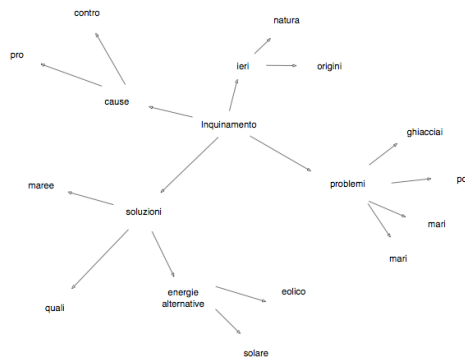 contro
natura
pro
ieri
origini
cause
Inquinamento
ghiacciai
problemi
maree
soluzioni
mari
mari
energie
alternative
eolico
quali
solare